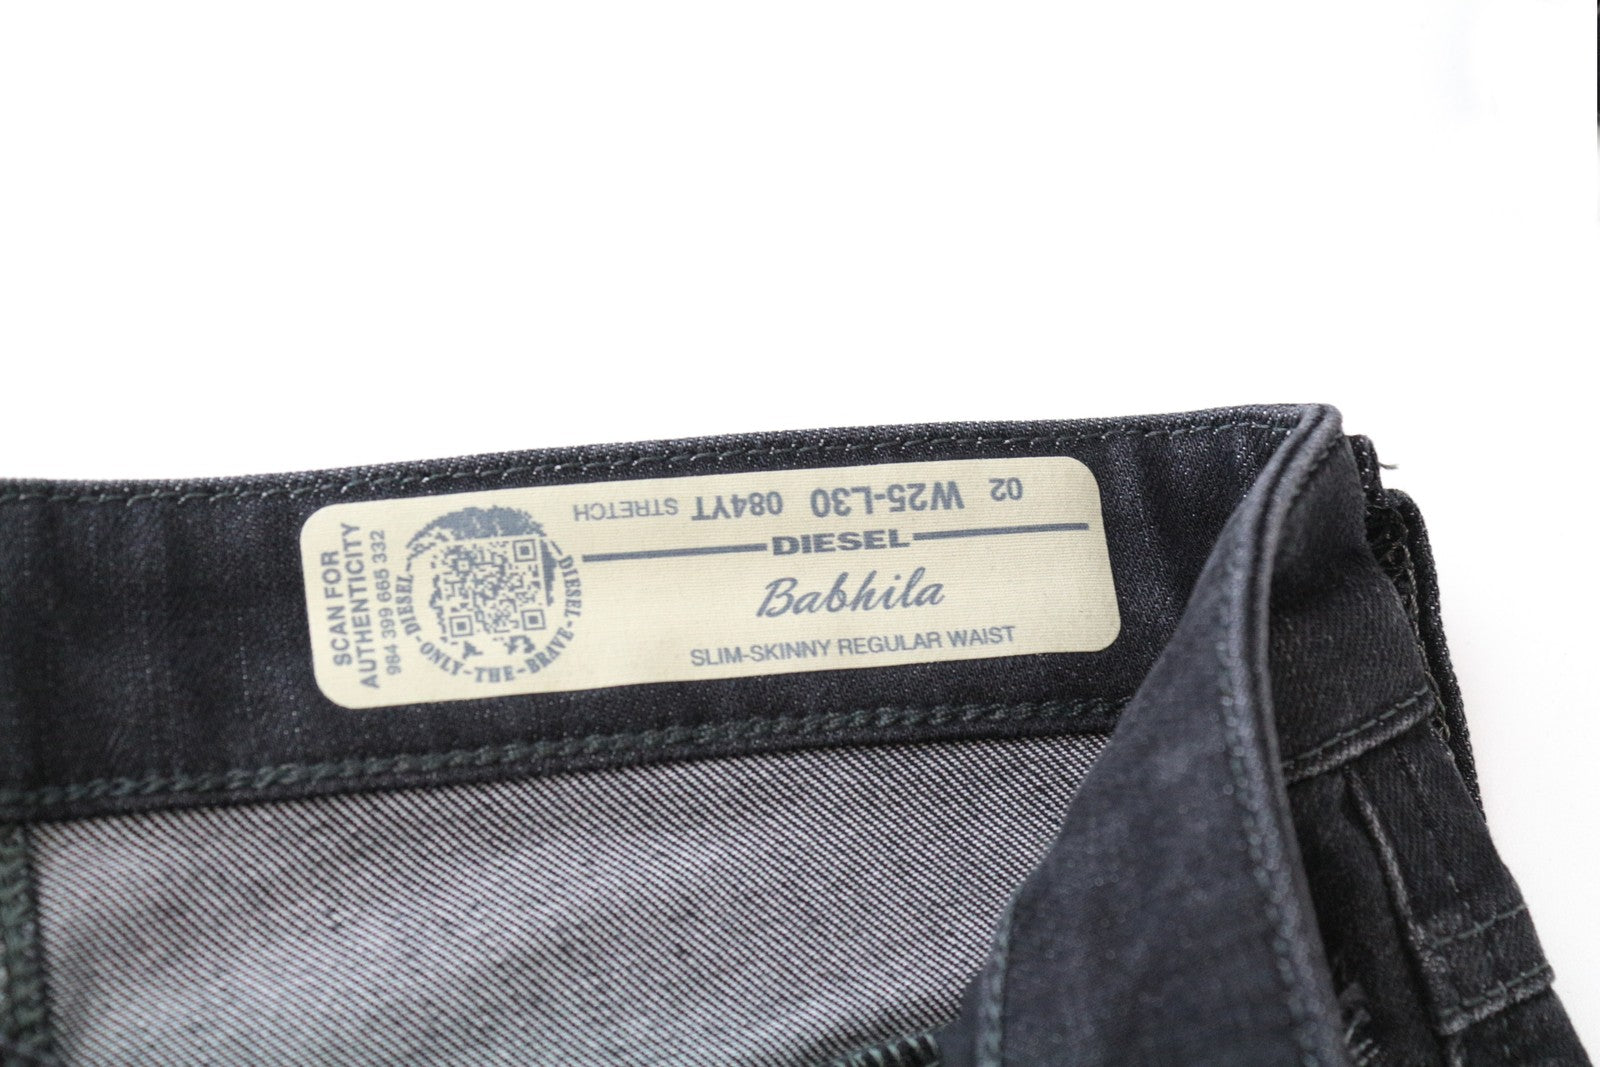 SCAN FOR
AUTHENTICITY
984 399 665 332
DIESEL-ONLY-THE-BRAVE-DIESEL
02 W25-L30 084YT STRETCH
DIESEL
Babhila
SLIM-SKINNY REGULAR WAIST